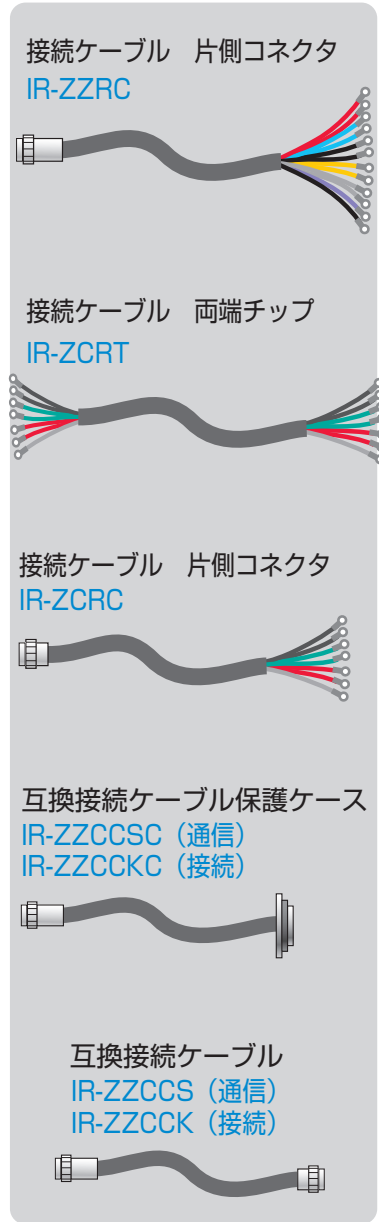 接続ケーブル　片側コネクタ
IR-ZZRC
接続ケーブル　両端チップ
IR-ZCRT
接続ケーブル　片側コネクタ
IR-ZCRC
互換接続ケーブル保護ケース
IR-ZZCCSC（通信）
IR-ZZCCKC（接続）
互換接続ケーブル
IR-ZZCCS（通信）
IR-ZZCCK（接続）